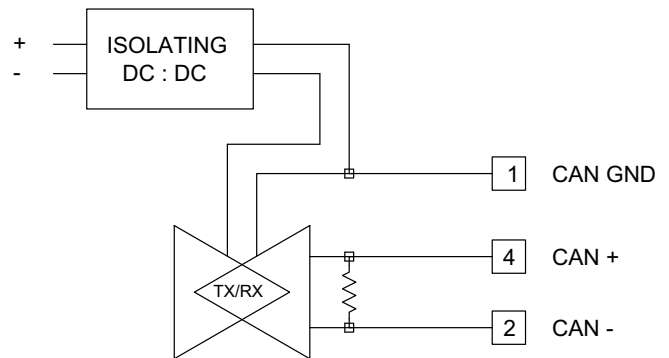 +
-
ISOLATING
DC : DC
1 CAN GND
4 CAN +
TX/RX
2 CAN -